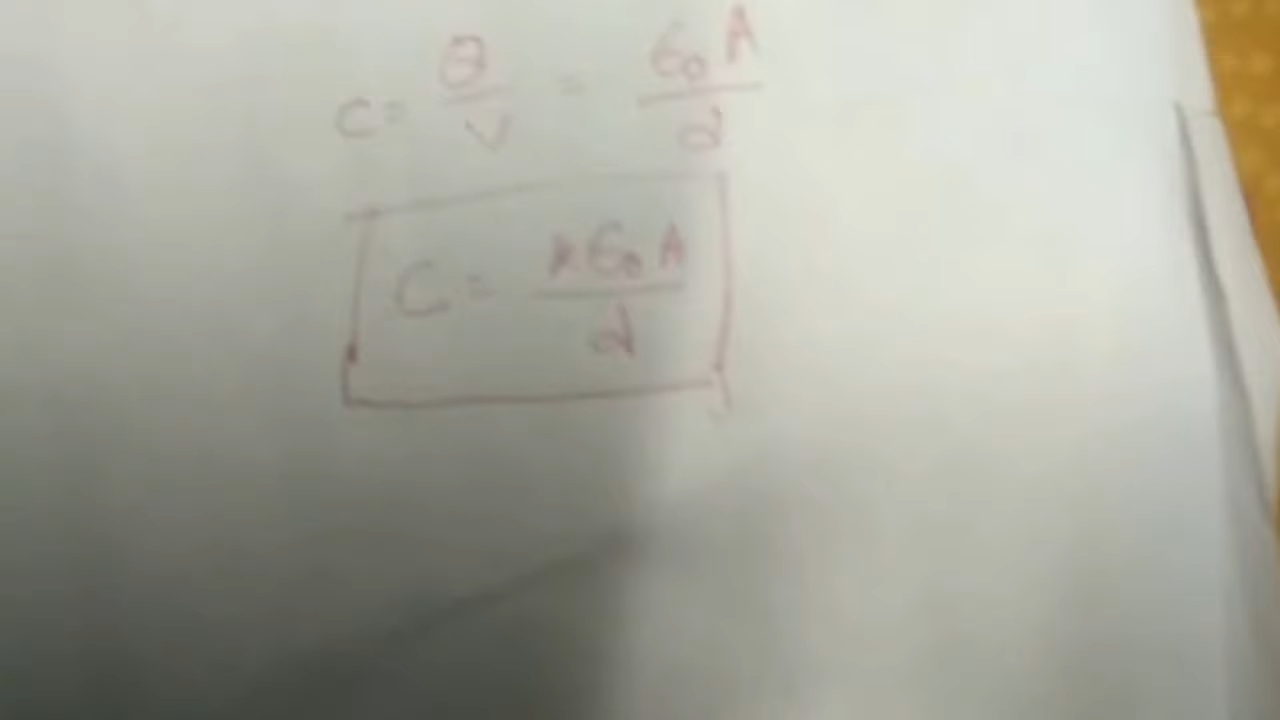 C = Q/V = ε₀A/d
C = kε₀A/d